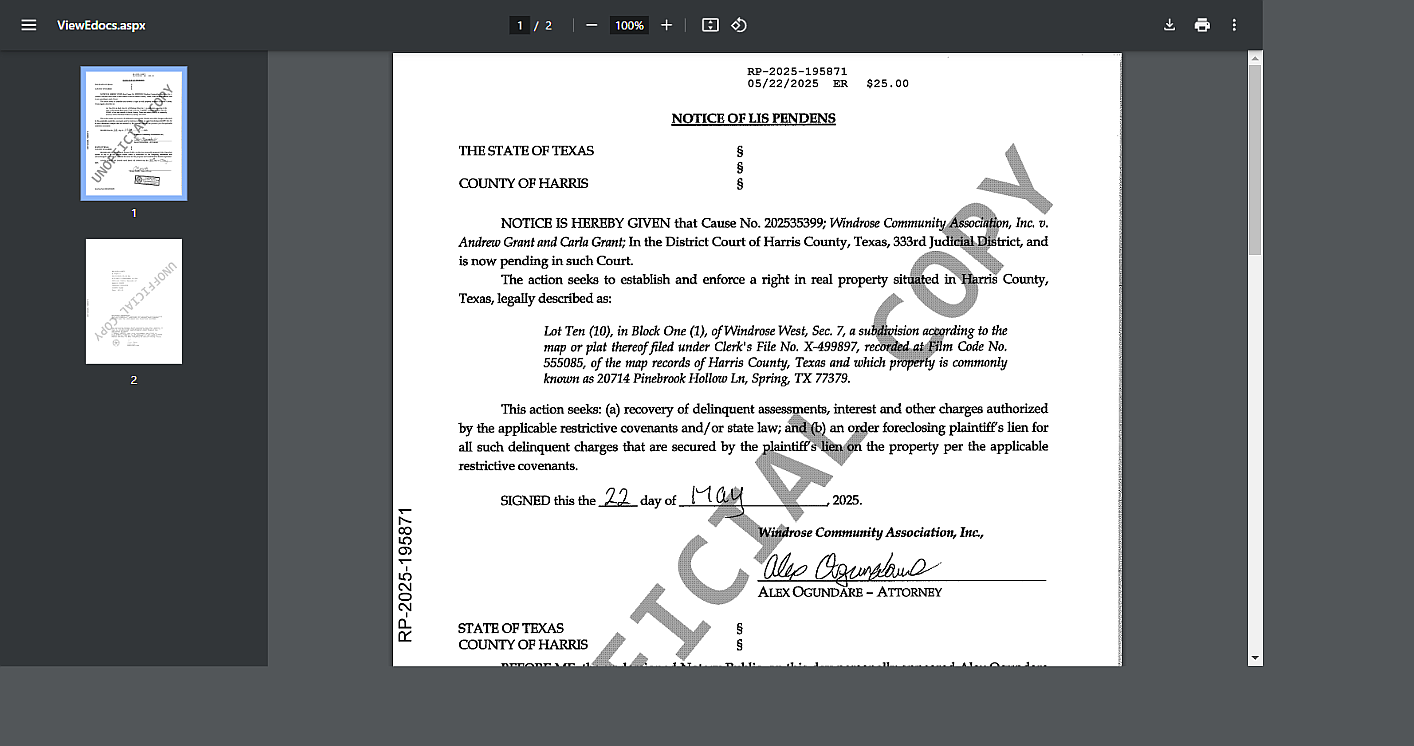 ViewEdocs.aspx
1 / 2
100%
1
2
UNOFFICIAL COPY
UNOFFICIAL COPY
RP-2025-195871
05/22/2025 ER $25.00
NOTICE OF LIS PENDENS
THE STATE OF TEXAS §
§
COUNTY OF HARRIS §
NOTICE IS HEREBY GIVEN that Cause No. 202535399; Windrose Community Association, Inc. v.
Andrew Grant and Carla Grant; In the District Court of Harris County, Texas, 333rd Judicial District, and
is now pending in such Court.
The action seeks to establish and enforce a right in real property situated in Harris County,
Texas, legally described as:
Lot Ten (10), in Block One (1), of Windrose West, Sec. 7, a subdivision according to the
map or plat thereof filed under Clerk's File No. X-499897, recorded at Film Code No.
555085, of the map records of Harris County, Texas and which property is commonly
known as 20714 Pinebrook Hollow Ln, Spring, TX 77379.
This action seeks: (a) recovery of delinquent assessments, interest and other charges authorized
by the applicable restrictive covenants and/or state law; and (b) an order foreclosing plaintiff's lien for
all such delinquent charges that are secured by the plaintiff's lien on the property per the applicable
restrictive covenants.
SIGNED this the 22 day of May, 2025.
Windrose Community Association, Inc.,
Alex Ogundare
ALEX OGUNDARE – ATTORNEY
STATE OF TEXAS §
COUNTY OF HARRIS §
RP-2025-195871
FICIAL COPY